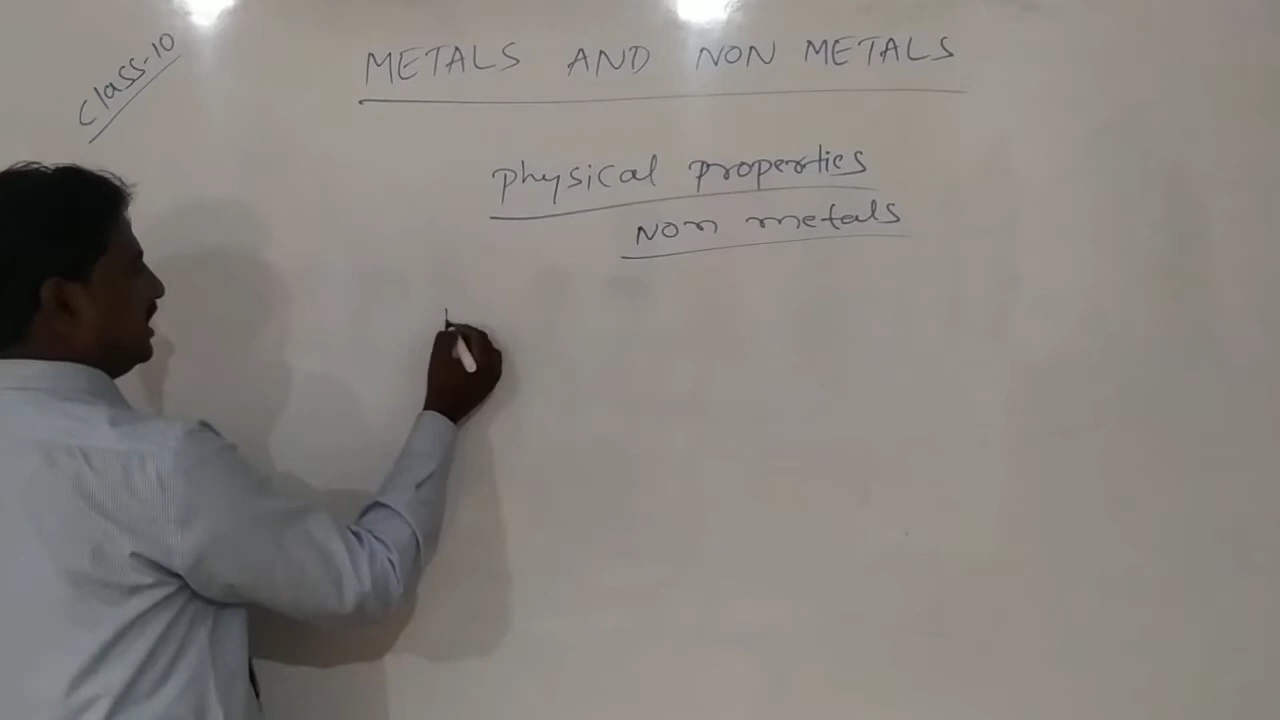 Class-10
METALS AND NON METALS
physical properties
Non metals